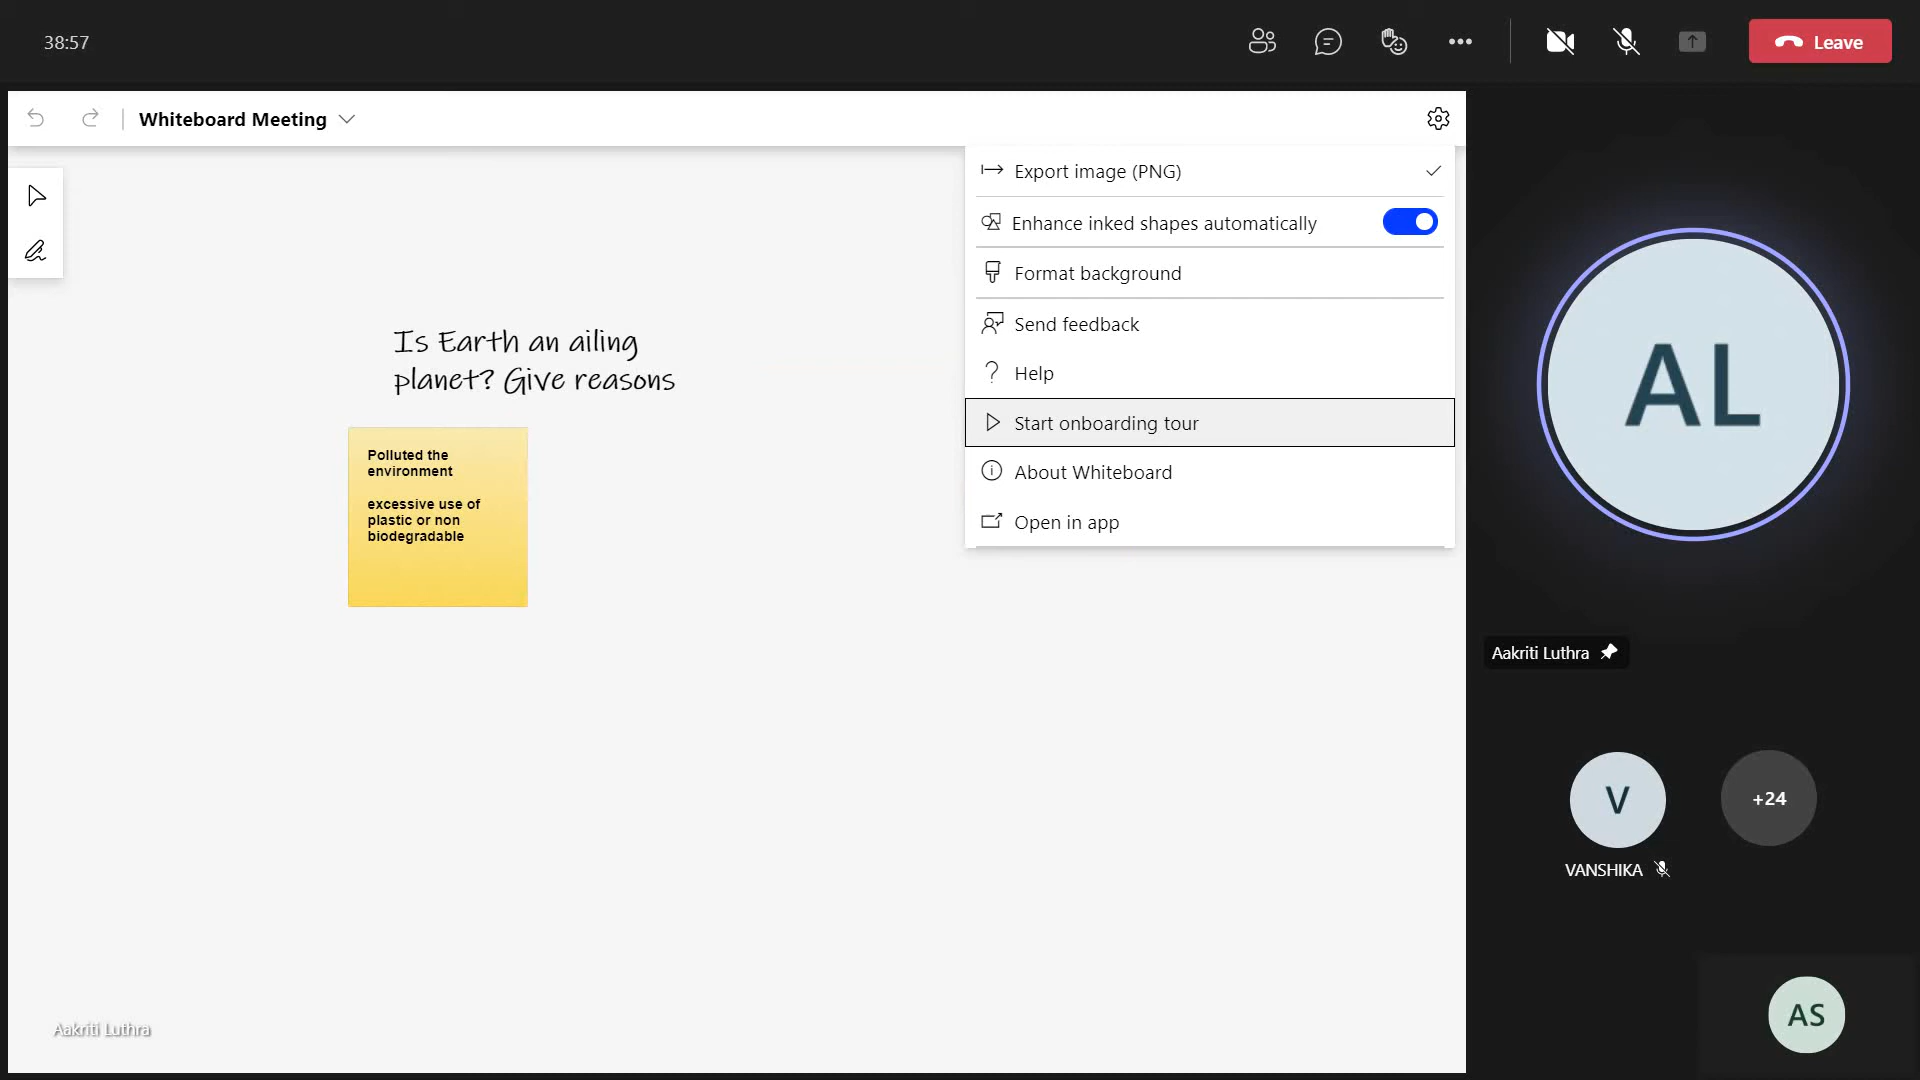 38:57
Leave
Whiteboard Meeting
Export image (PNG)
Enhance inked shapes automatically
Format background
Send feedback
Help
Start onboarding tour
About Whiteboard
Open in app
Is Earth an ailing
planet? Give reasons
Polluted the
environment
excessive use of
plastic or non
biodegradable
Aakriti Luthra
AL
Aakriti Luthra
V
+24
VANSHIKA
AS